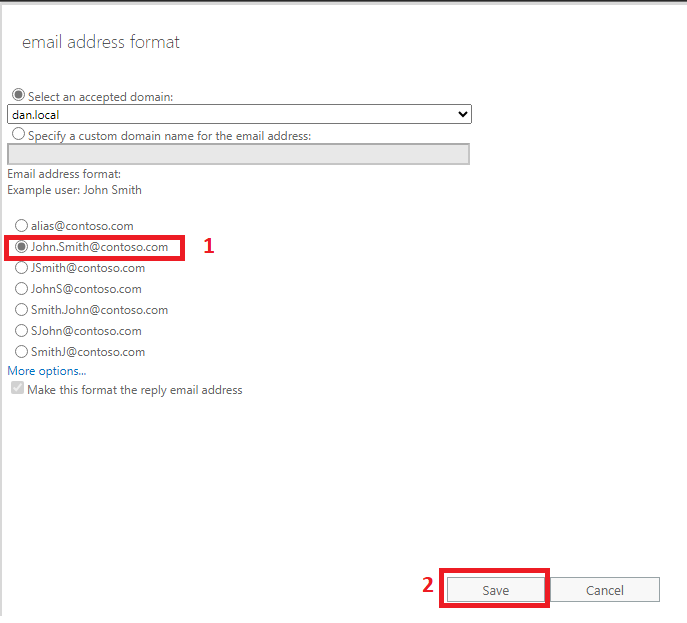 email address format
Select an accepted domain:
dan.local
Specify a custom domain name for the email address:
Email address format:
Example user: John Smith
alias@contoso.com
John.Smith@contoso.com 1
JSmith@contoso.com
JohnS@contoso.com
Smith.John@contoso.com
SJohn@contoso.com
SmithJ@contoso.com
More options...
Make this format the reply email address
2 Save Cancel